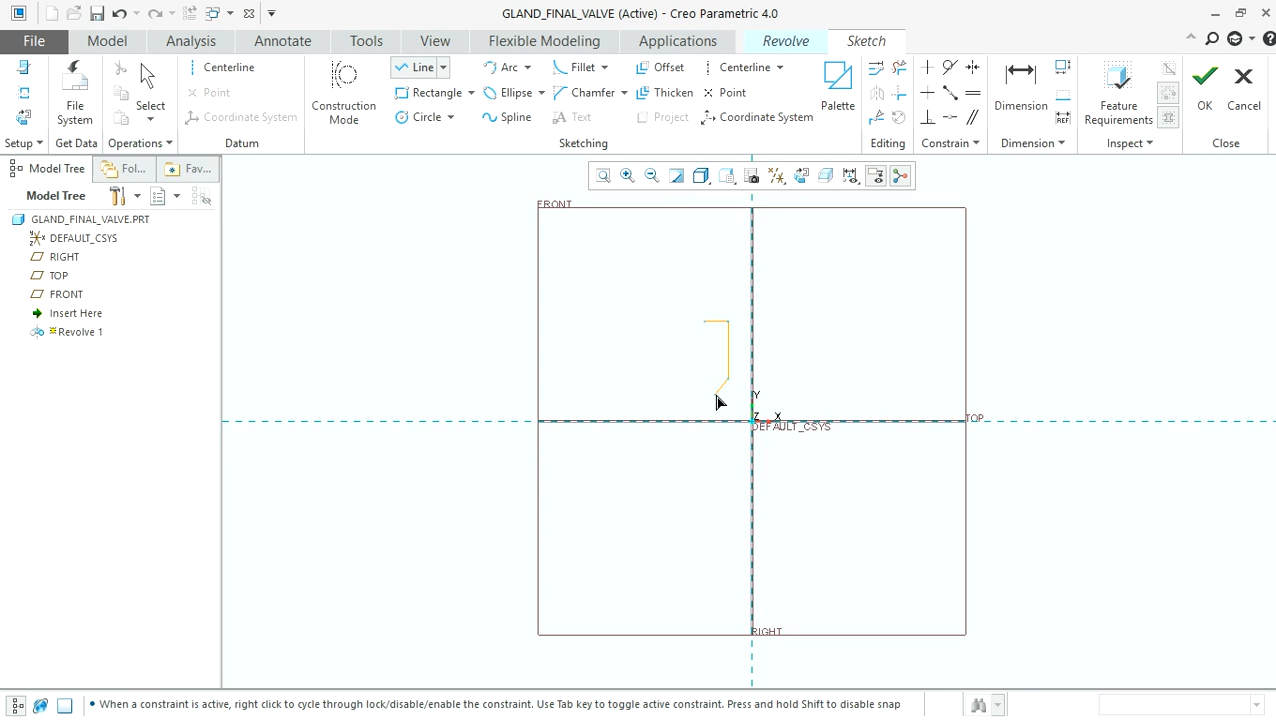 GLAND_FINAL_VALVE (Active) - Creo Parametric 4.0
File Model Analysis Annotate Tools View Flexible Modeling Applications Revolve Sketch
Centerline Line Arc Fillet Offset Centerline
Point Rectangle Ellipse Chamfer Thicken Point
File System Select Coordinate System Construction Mode Circle Spline Text Project Coordinate System Palette Dimension Feature Requirements OK Cancel
Setup Get Data Operations Datum Sketching Editing Constrain Dimension Inspect Close
Model Tree Fol... Fav...
Model Tree
GLAND_FINAL_VALVE.PRT
DEFAULT_CSYS
RIGHT
TOP
FRONT
Insert Here
Revolve 1
FRONT
Y
Z X
TOP
DEFAULT_CSYS
RIGHT
• When a constraint is active, right click to cycle through lock/disable/enable the constraint. Use Tab key to toggle active constraint. Press and hold Shift to disable snap